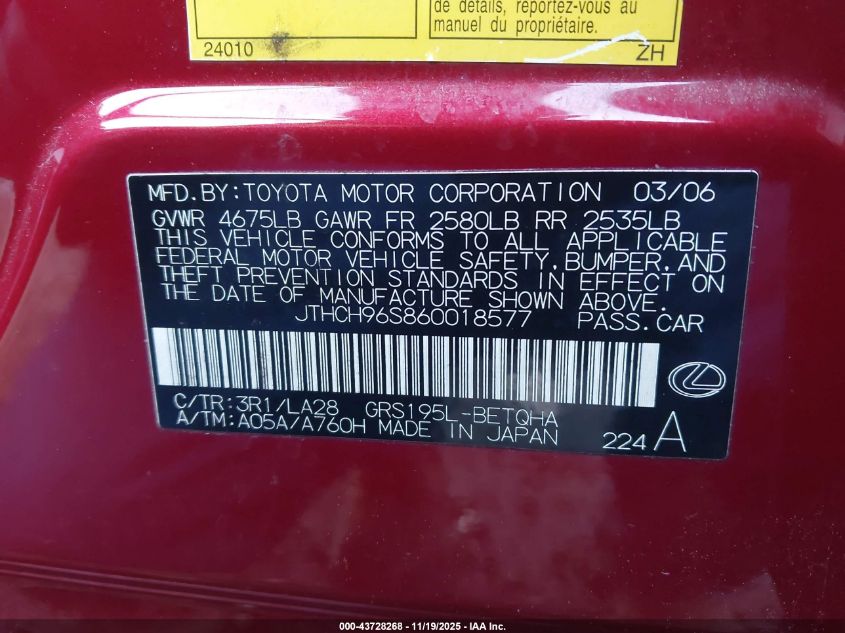 de détails, reportez-vous au
manuel du propriétaire.
24010 ZH
MFD.BY:TOYOTA MOTOR CORPORATION 03/06
GVWR 4675LB GAWR FR 2580LB RR 2535LB
THIS VEHICLE CONFORMS TO ALL APPLICABLE
FEDERAL MOTOR VEHICLE SAFETY,BUMPER,AND
THEFT PREVENTION STANDARDS IN EFFECT ON
THE DATE OF MANUFACTURE SHOWN ABOVE.
JTHCH96S860018577 PASS.CAR
C/TR:3R1/LA28 GRS195L-BETQHA
A/TM:A05A/A760H MADE IN JAPAN 224 A
000-43728268 - 11/19/2025 - IAA Inc.